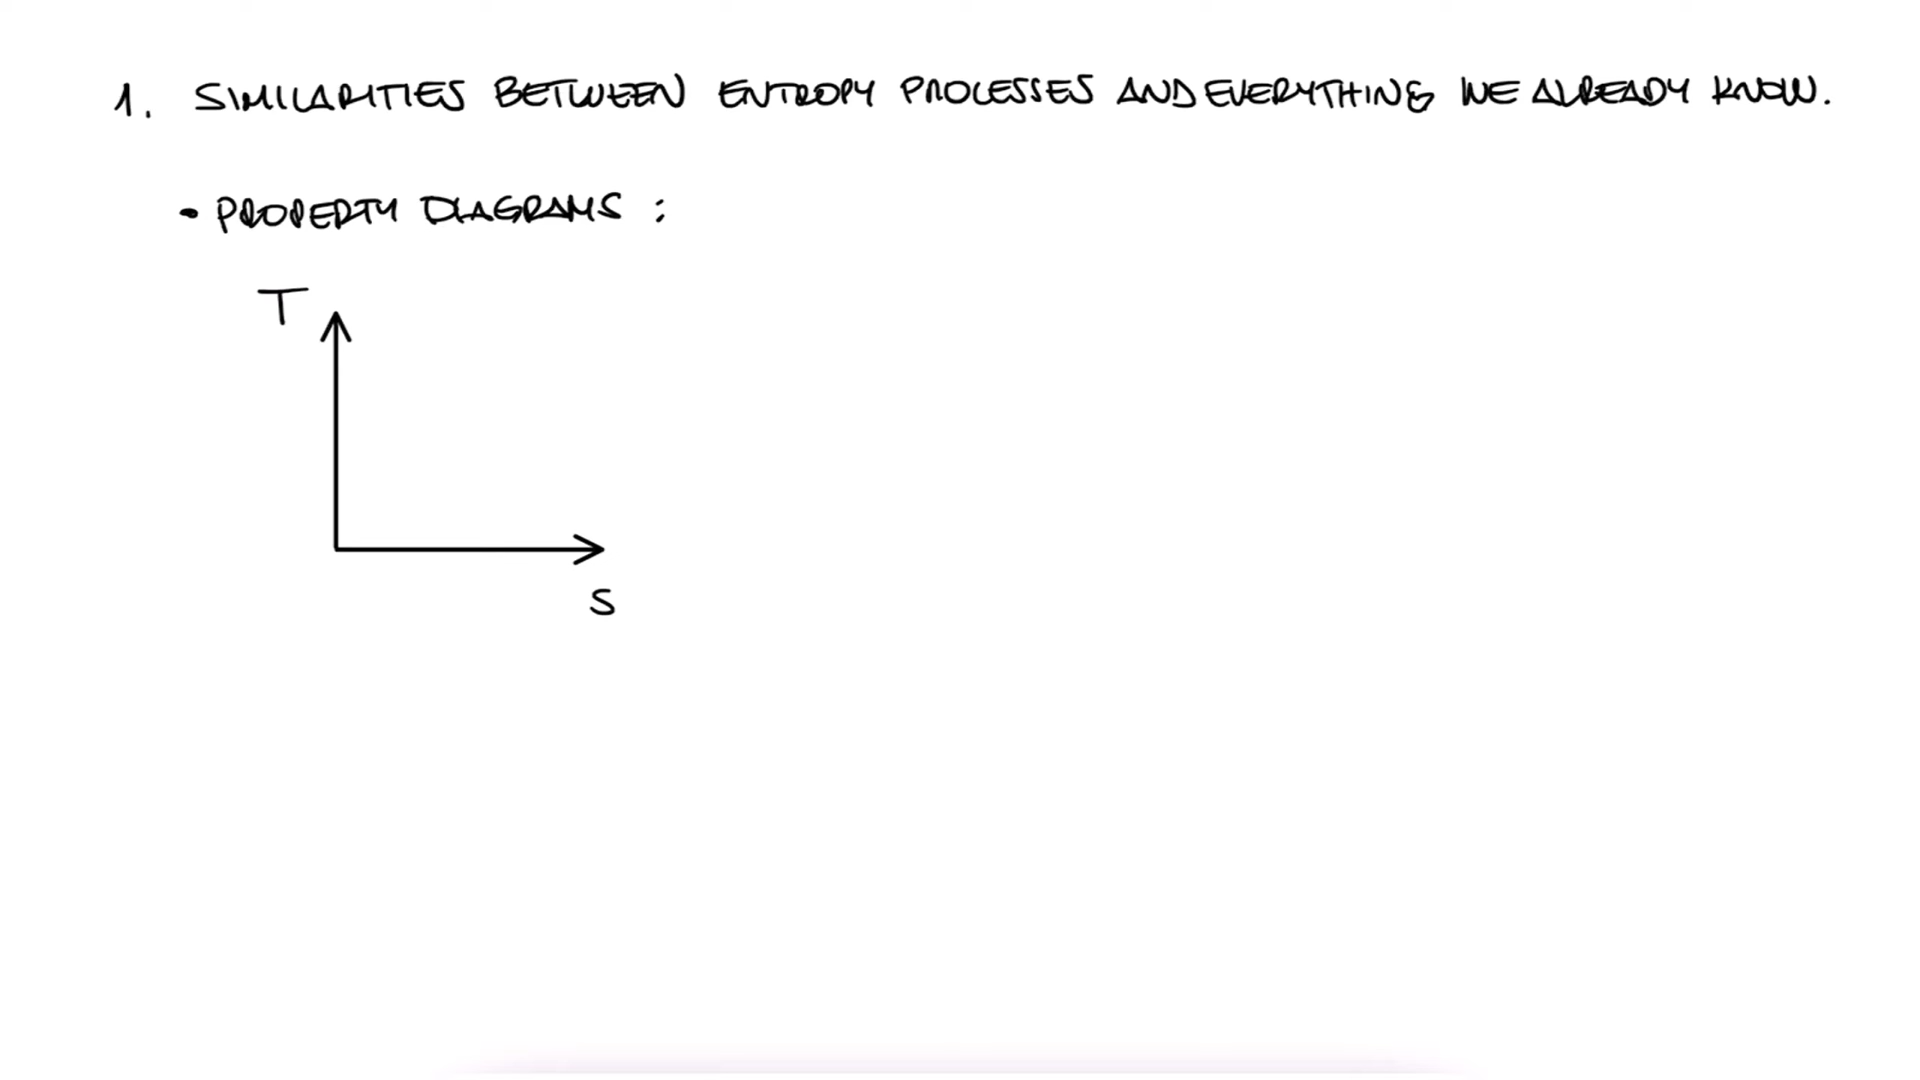 1. SIMILARITIES BETWEEN ENTROPY PROCESSES AND EVERYTHING WE ALREADY KNOW.
• PROPERTY DIAGRAMS :
T
S